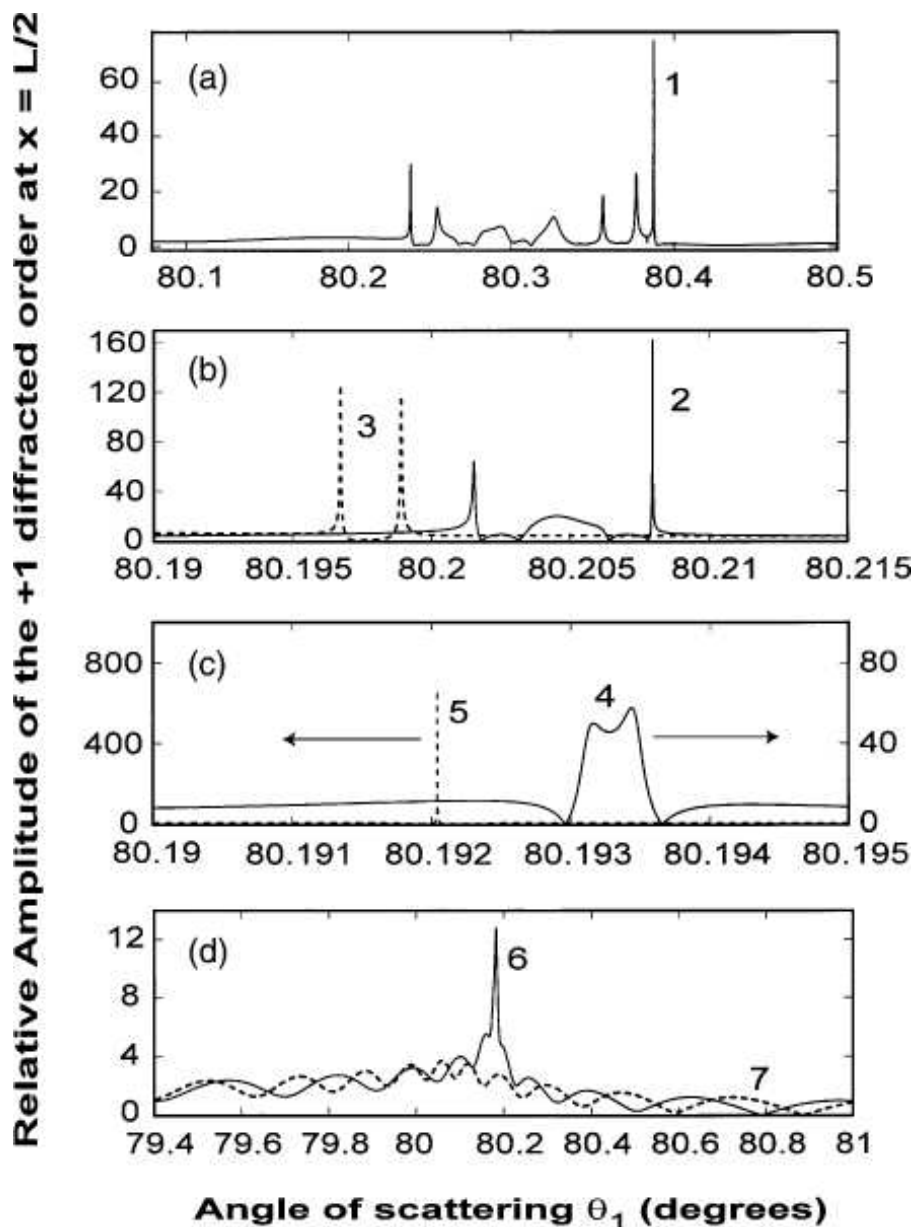 Relative Amplitude of the +1 diffracted order at x = L/2
(a)
1
60
40
20
0
80.1 80.2 80.3 80.4 80.5
(b)
160
120
80
40
0
3
2
80.19 80.195 80.2 80.205 80.21 80.215
(c)
800
400
0
5
4
80
40
0
80.19 80.191 80.192 80.193 80.194 80.195
(d)
12
8
4
0
6
7
79.4 79.6 79.8 80 80.2 80.4 80.6 80.8 81
Angle of scattering θ1 (degrees)